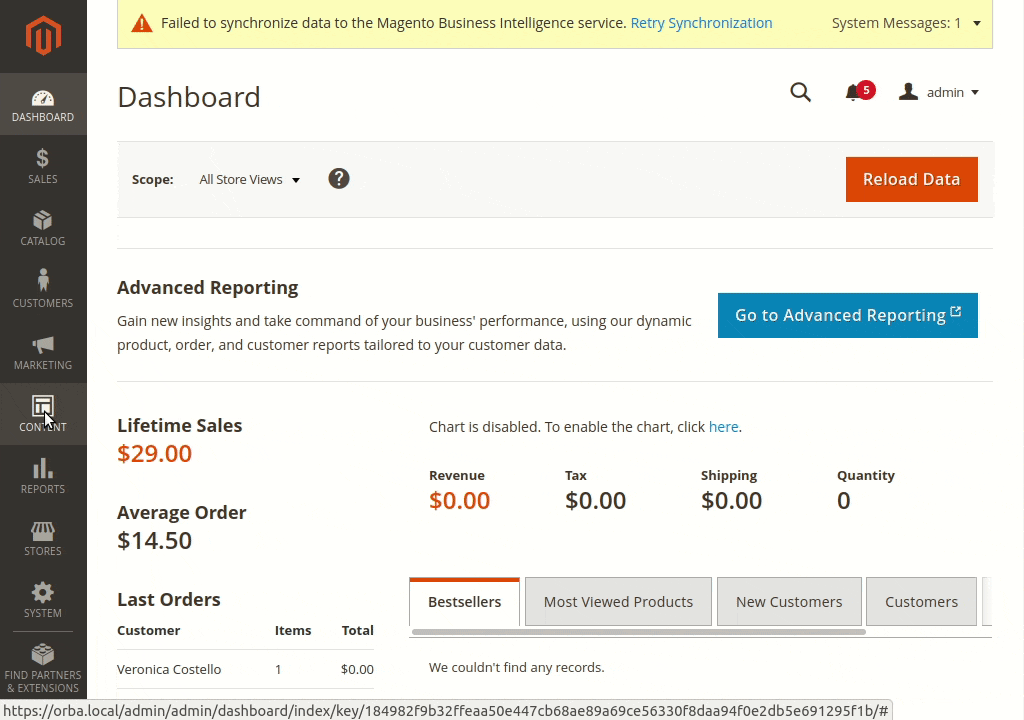 Failed to synchronize data to the Magento Business Intelligence service. Retry Synchronization
System Messages: 1
Dashboard
5
admin
DASHBOARD
SALES
CATALOG
CUSTOMERS
MARKETING
CONTENT
REPORTS
STORES
SYSTEM
FIND PARTNERS
& EXTENSIONS
Scope: All Store Views ?
Reload Data
Advanced Reporting
Gain new insights and take command of your business' performance, using our dynamic
product, order, and customer reports tailored to your customer data.
Go to Advanced Reporting
Lifetime Sales
$29.00
Average Order
$14.50
Last Orders
Customer Items Total
Veronica Costello 1 $0.00
Chart is disabled. To enable the chart, click here.
Revenue Tax Shipping Quantity
$0.00 $0.00 $0.00 0
Bestsellers Most Viewed Products New Customers Customers
We couldn't find any records.
https://orba.local/admin/admin/dashboard/index/key/184982f9b32ffeaa50e447cb68ae89a69ce56330f8daa94f0e2db5e691295f1b/#